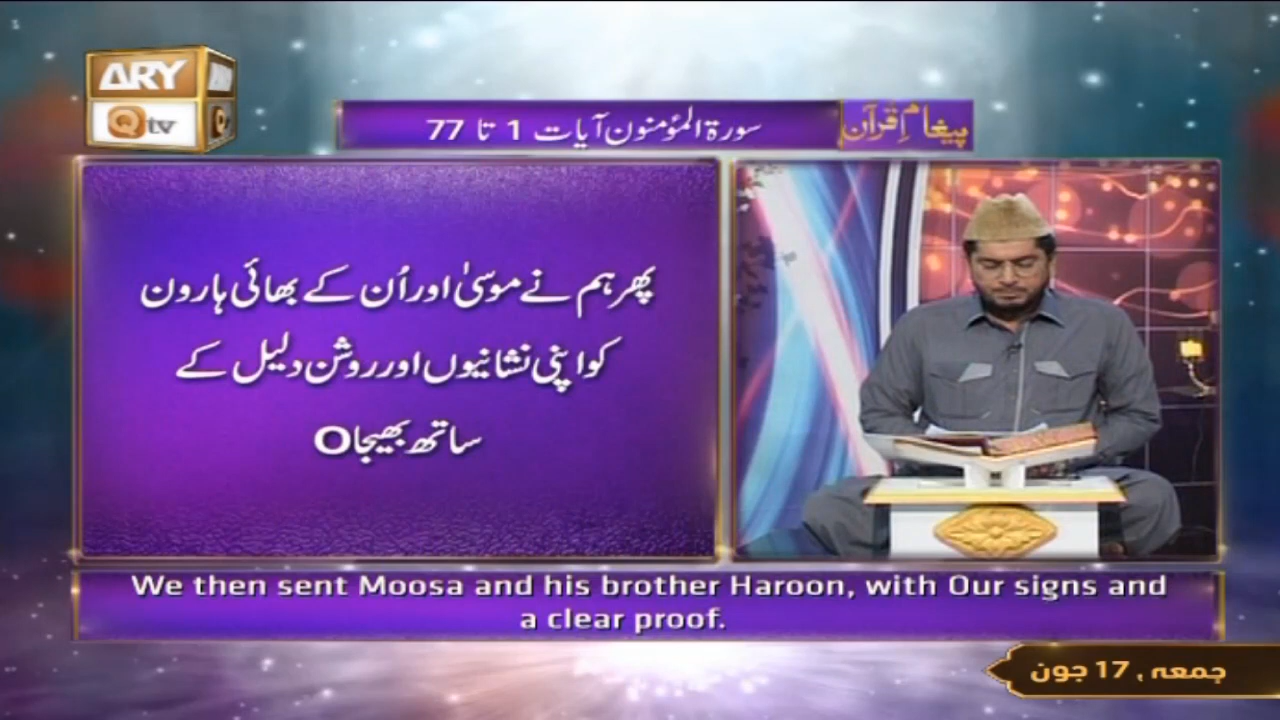 ARY
Qtv
پیغامِ قرآن
سورۃ المؤمنون آیات 1 تا 77
پھر ہم نے موسیٰ اور اُن کے بھائی ہارون
کو اپنی نشانیوں اور روشن دلیل کے
ساتھ بھیجاO
We then sent Moosa and his brother Haroon, with Our signs and
a clear proof.
جمعہ , 17 جون